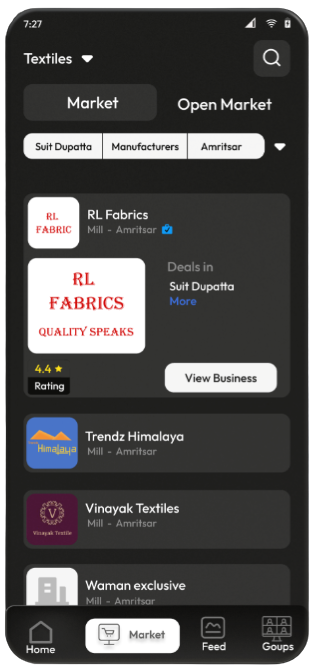 7:27
Textiles
Market
Open Market
Suit Dupatta
Manufacturers
Amritsar
RL
FABRIC
RL Fabrics
Mill - Amritsar
RL
FABRICS
QUALITY SPEAKS
Deals in
Suit Dupatta
More
4.4
Rating
View Business
Himalaya
Trendz Himalaya
Mill - Amritsar
V
Vinayak Textile
Vinayak Textiles
Mill - Amritsar
Waman exclusive
Mill - Amritsar
Home
Market
Feed
Goups